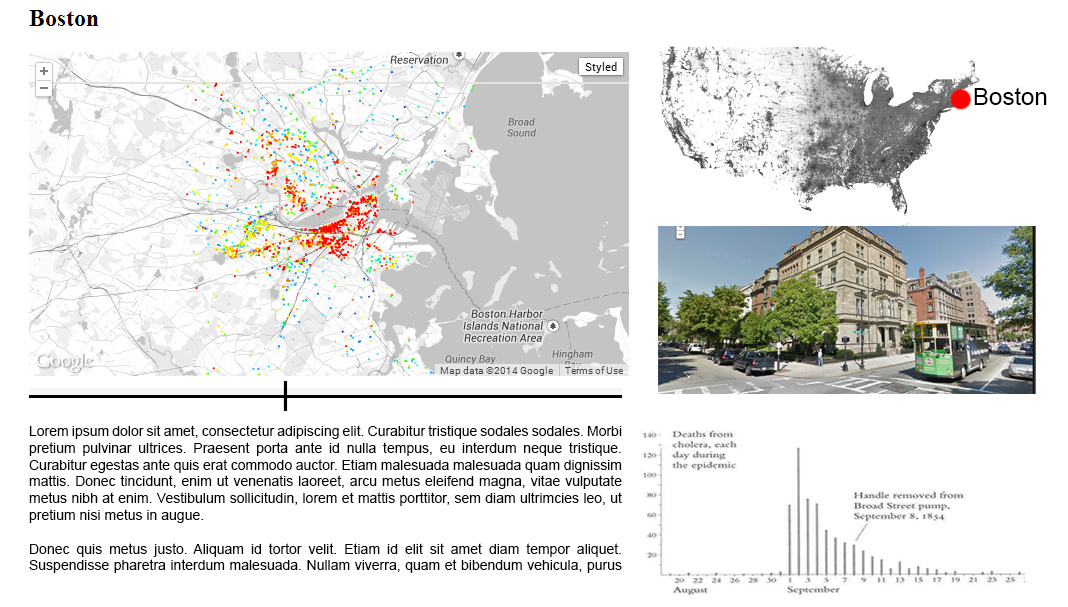 Boston
Reservation
Styled
+
−
Broad
Sound
Boston Harbor
Islands National
Recreation Area
Quincy Bay
Hingham
Google
Map data ©2014 Google
Terms of Use
Boston
Lorem ipsum dolor sit amet, consectetur adipiscing elit. Curabitur tristique sodales sodales. Morbi
pretium pulvinar ultrices. Praesent porta ante id nulla tempus, eu interdum neque tristique.
Curabitur egestas ante quis erat commodo auctor. Etiam malesuada malesuada quam dignissim
mattis. Donec tincidunt, enim ut venenatis laoreet, arcu metus eleifend magna, vitae vulputate
metus nibh at enim. Vestibulum sollicitudin, lorem et mattis porttitor, sem diam ultrimcies leo, ut
pretium nisi metus in augue.
Donec quis metus justo. Aliquam id tortor velit. Etiam id elit sit amet diam tempor aliquet.
Suspendisse pharetra interdum malesuada. Nullam viverra, quam et bibendum vehicula, purus
Deaths from
cholera, each
day during
the epidemic
140
120
100
80
60
40
20
Handle removed from
Broad Street pump,
September 8, 1854
20 22 24 26 28 30 1 3 5 7 9 11 13 15 17 19 21 23 25
August September